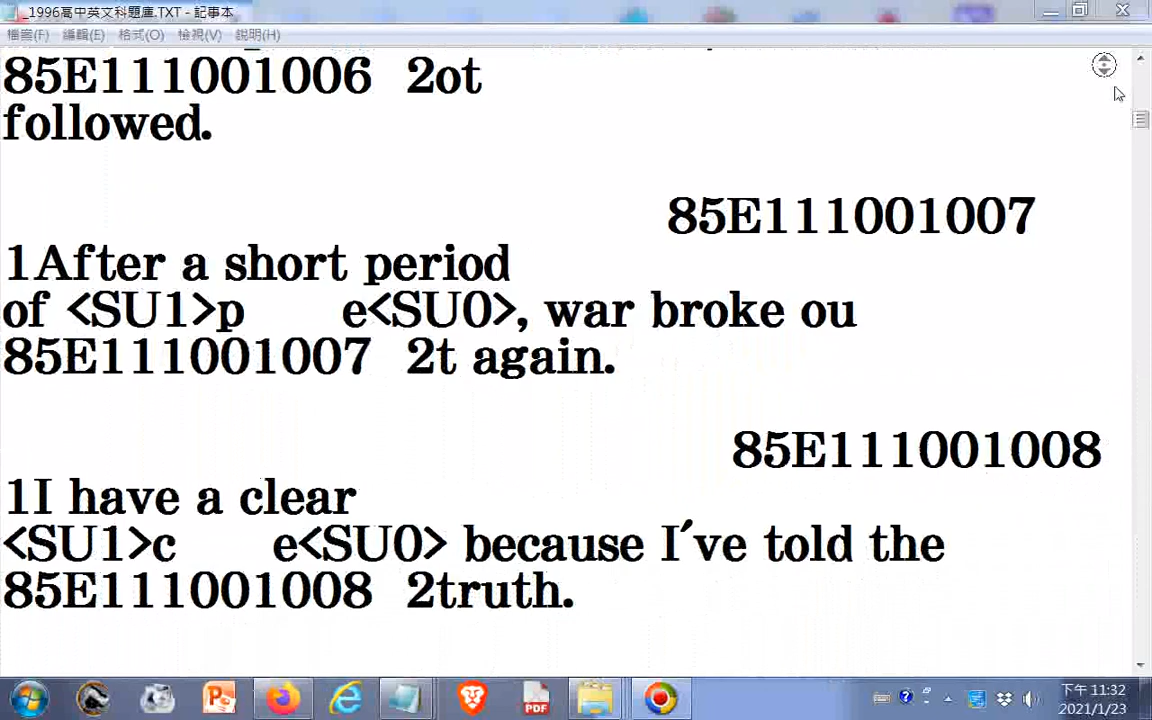 _1996高中英文科題庫.TXT - 記事本
檔案(F) 編輯(E) 格式(O) 檢視(V) 說明(H)
85E111001006 2ot
followed.
85E111001007
1After a short period
of <SU1>p e<SU0>, war broke ou
85E111001007 2t again.
85E111001008
1I have a clear
<SU1>c e<SU0> because I′ve told the
85E111001008 2truth.
PDF
下午 11:32
2021/1/23